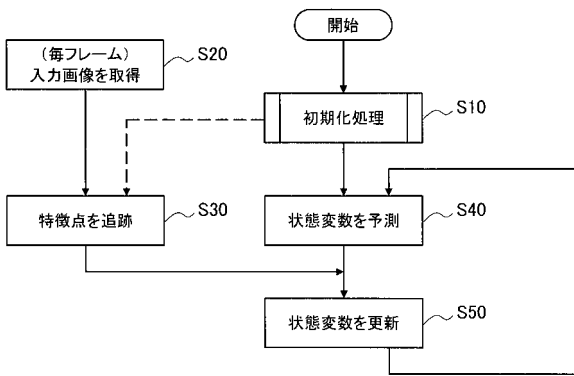 開始
(毎フレーム)
入力画像を取得
S20
初期化処理
S10
特徴点を追跡
S30
状態変数を予測
S40
状態変数を更新
S50